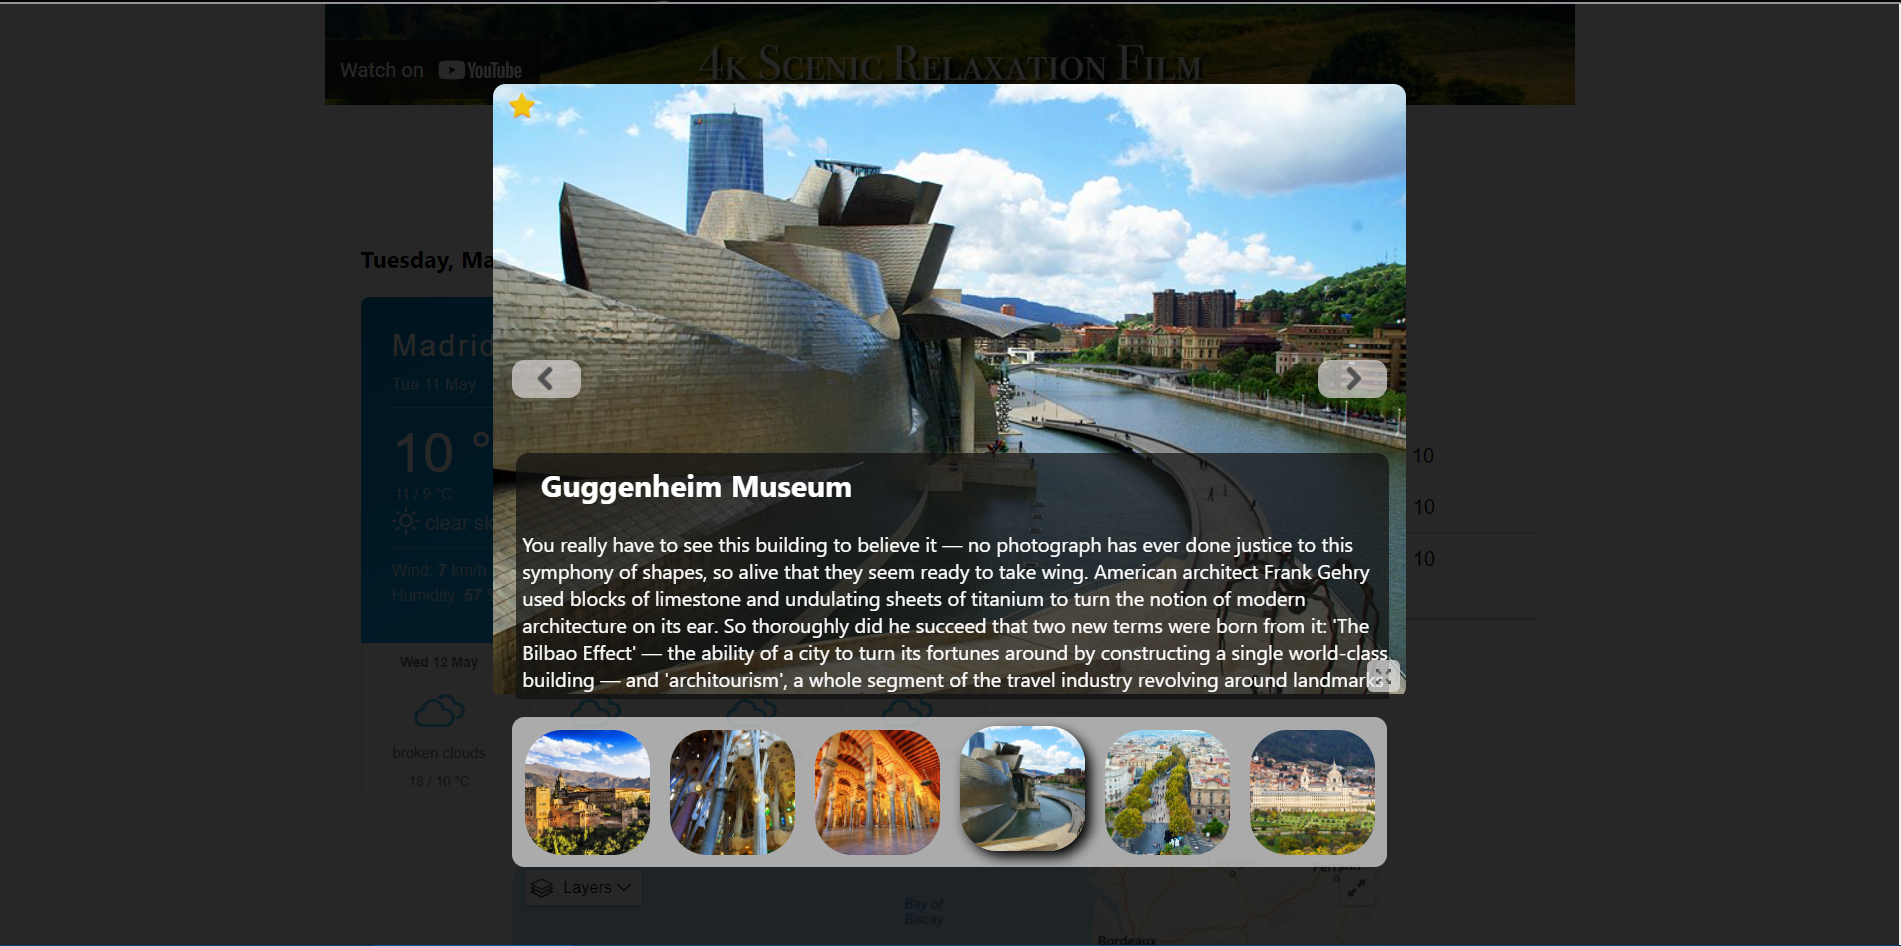 4K SCENIC RELAXATION FILM
Watch on YouTube
Tuesday, Ma
Madrid
Tue 11 May
10 °
11 / 9 °C
clear sk
Wind: 7 km/h
Humidity: 57
10
10
10
Guggenheim Museum
You really have to see this building to believe it — no photograph has ever done justice to this
symphony of shapes, so alive that they seem ready to take wing. American architect Frank Gehry
used blocks of limestone and undulating sheets of titanium to turn the notion of modern
architecture on its ear. So thoroughly did he succeed that two new terms were born from it: 'The
Bilbao Effect' — the ability of a city to turn its fortunes around by constructing a single world-class
building — and 'architourism', a whole segment of the travel industry revolving around landmarks
Wed 12 May
broken clouds
18 / 10 °C
Layers
Bay of
Biscay
Bordeaux